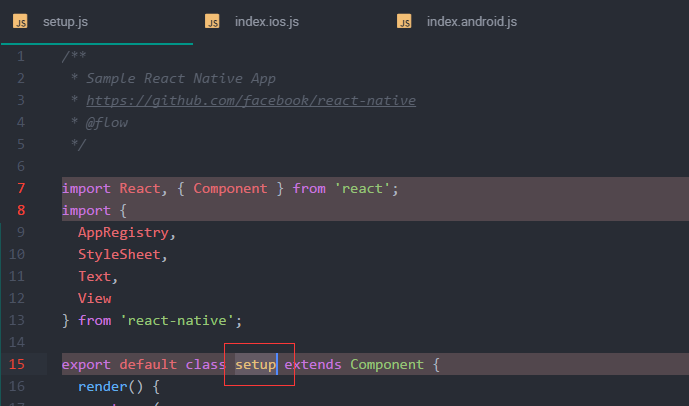 JS setup.js JS index.ios.js JS index.android.js
1 /**
2 * Sample React Native App
3 * https://github.com/facebook/react-native
4 * @flow
5 */
6
7 import React, { Component } from 'react';
8 import {
9 AppRegistry,
10 StyleSheet,
11 Text,
12 View
13 } from 'react-native';
14
15 export default class setup extends Component {
16 render() {